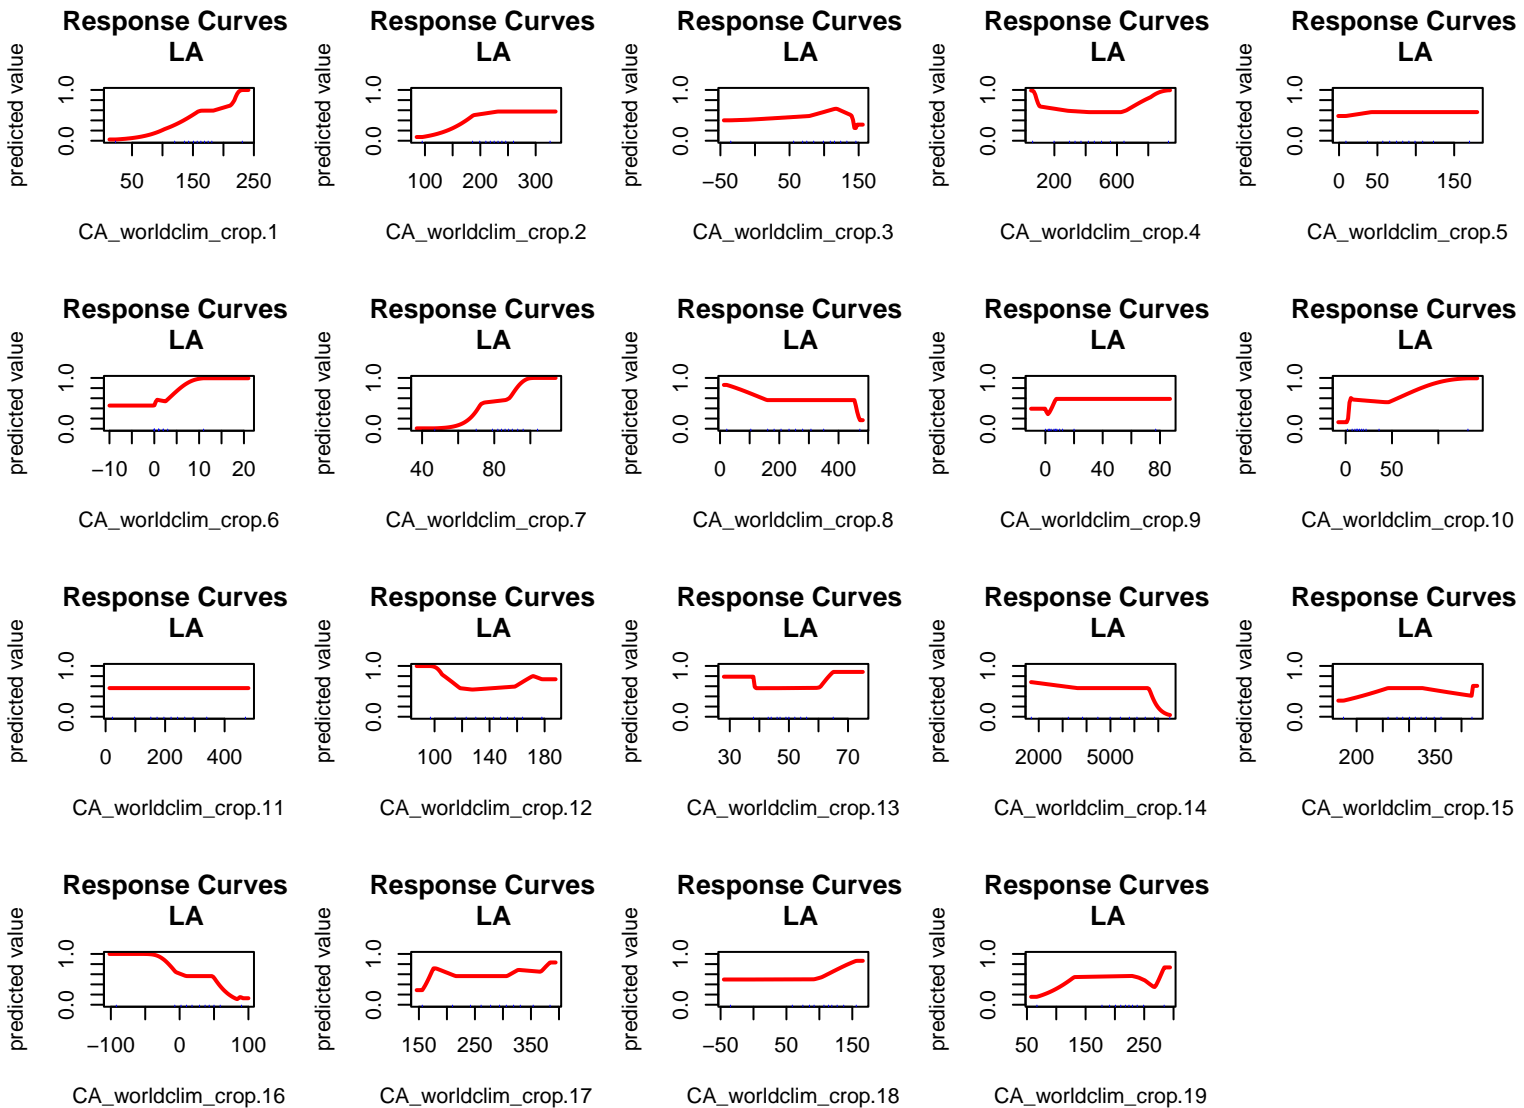 Response Curves
LA
predicted value
0.0 1.0
50 150 250
CA_worldclim_crop.1
Response Curves
LA
predicted value
0.0 1.0
100 200 300
CA_worldclim_crop.2
Response Curves
LA
predicted value
0.0 1.0
−50 50 150
CA_worldclim_crop.3
Response Curves
LA
predicted value
0.0 1.0
200 600
CA_worldclim_crop.4
Response Curves
LA
predicted value
0.0 1.0
0 50 150
CA_worldclim_crop.5
Response Curves
LA
predicted value
0.0 1.0
−10 0 10 20
CA_worldclim_crop.6
Response Curves
LA
predicted value
0.0 1.0
40 80
CA_worldclim_crop.7
Response Curves
LA
predicted value
0.0 1.0
0 200 400
CA_worldclim_crop.8
Response Curves
LA
predicted value
0.0 1.0
0 40 80
CA_worldclim_crop.9
Response Curves
LA
predicted value
0.0 1.0
0 50
CA_worldclim_crop.10
Response Curves
LA
predicted value
0.0 1.0
0 200 400
CA_worldclim_crop.11
Response Curves
LA
predicted value
0.0 1.0
100 140 180
CA_worldclim_crop.12
Response Curves
LA
predicted value
0.0 1.0
30 50 70
CA_worldclim_crop.13
Response Curves
LA
predicted value
0.0 1.0
2000 5000
CA_worldclim_crop.14
Response Curves
LA
predicted value
0.0 1.0
200 350
CA_worldclim_crop.15
Response Curves
LA
predicted value
0.0 1.0
−100 0 100
CA_worldclim_crop.16
Response Curves
LA
predicted value
0.0 1.0
150 250 350
CA_worldclim_crop.17
Response Curves
LA
predicted value
0.0 1.0
−50 50 150
CA_worldclim_crop.18
Response Curves
LA
predicted value
0.0 1.0
50 150 250
CA_worldclim_crop.19